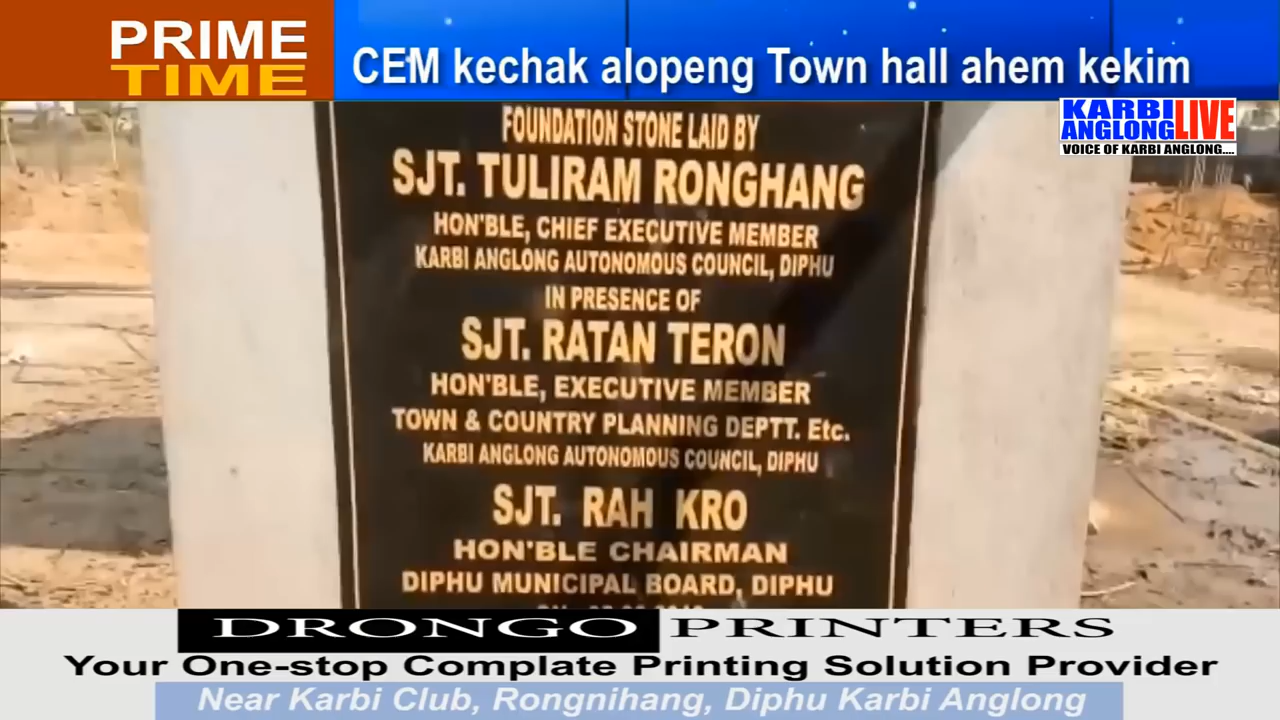 PRIME
TIME
CEM kechak alopeng Town hall ahem kekim
KARBI
ANGLONG LIVE
VOICE OF KARBI ANGLONG....
FOUNDATION STONE LAID BY
SJT. TULIRAM RONGHANG
HON'BLE, CHIEF EXECUTIVE MEMBER
KARBI ANGLONG AUTONOMOUS COUNCIL, DIPHU
IN PRESENCE OF
SJT. RATAN TERON
HON'BLE, EXECUTIVE MEMBER
TOWN & COUNTRY PLANNING DEPTT. Etc.
KARBI ANGLONG AUTONOMOUS COUNCIL, DIPHU
SJT. RAH KRO
HON'BLE CHAIRMAN
DIPHU MUNICIPAL BOARD, DIPHU
DRONGO PRINTERS
Your One-stop Complate Printing Solution Provider
Near Karbi Club, Rongnihang, Diphu Karbi Anglong